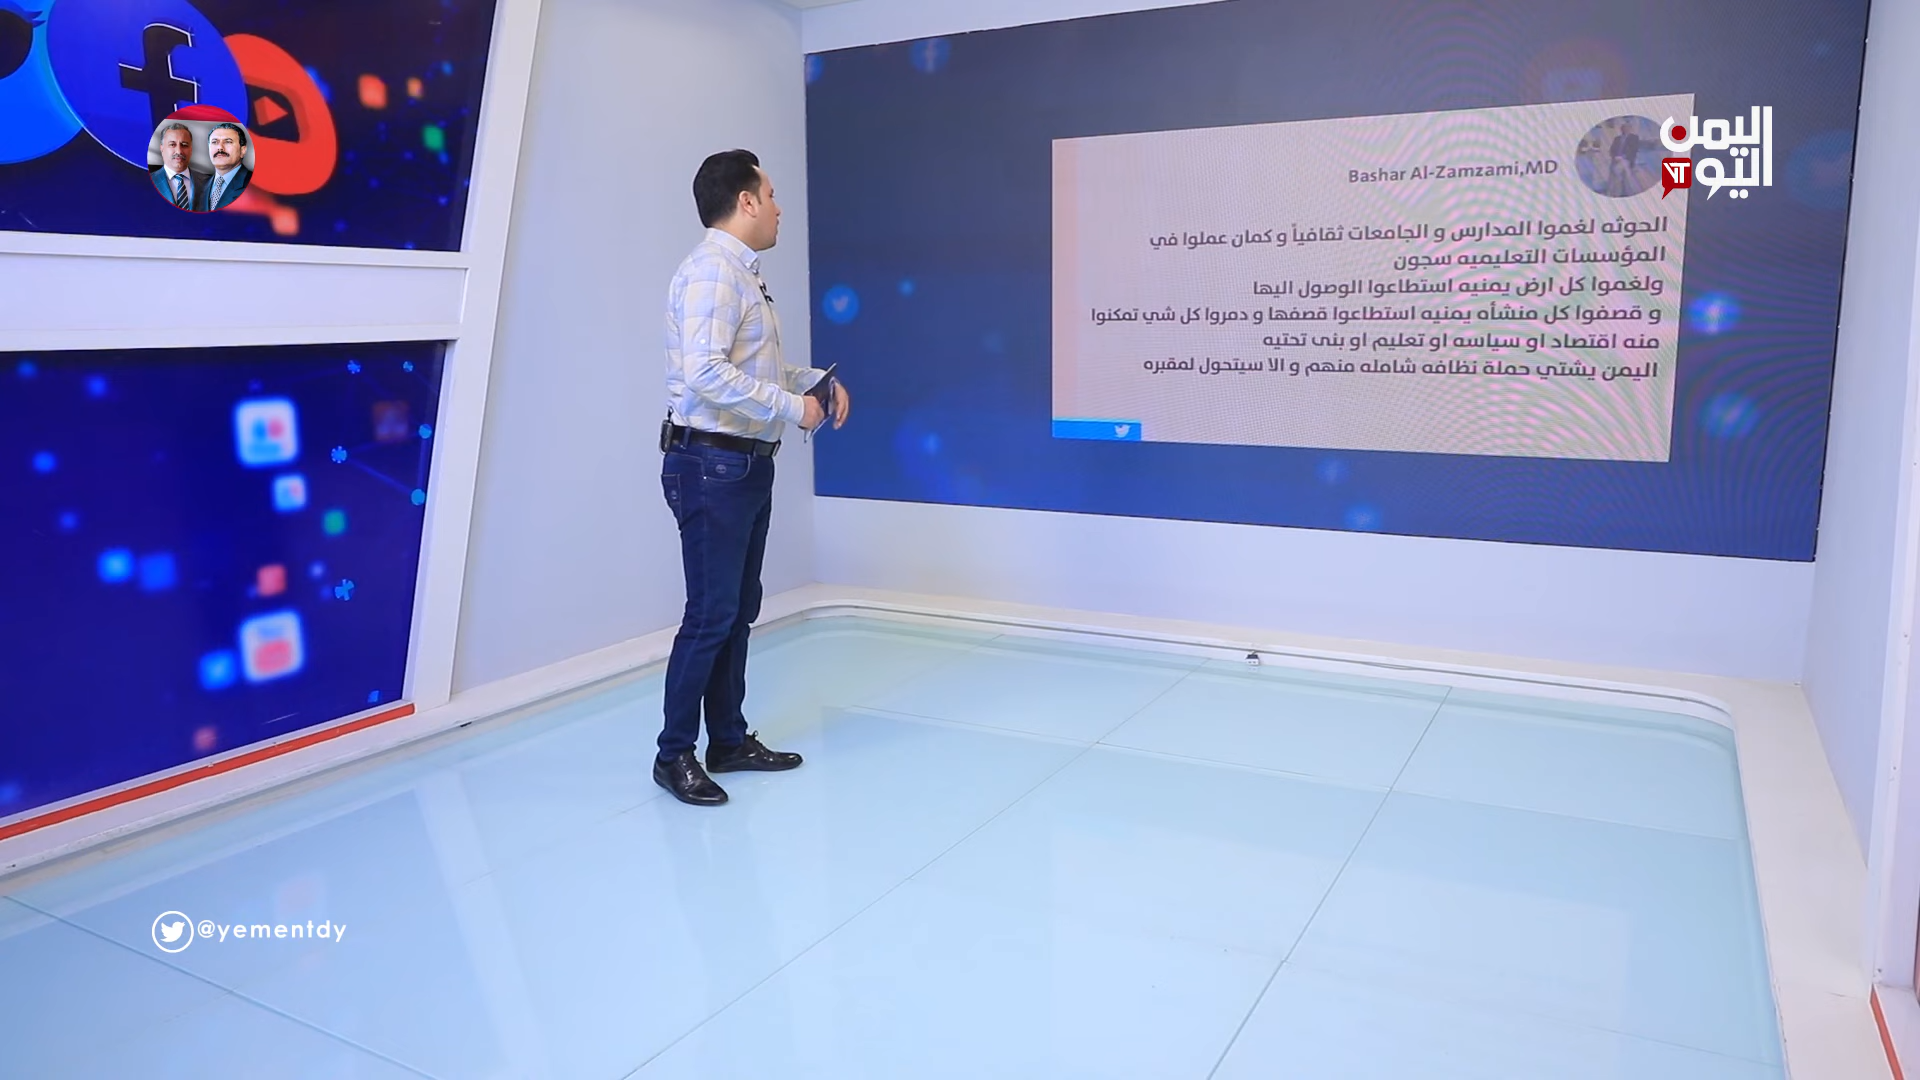 اليمن
اليوم
YT
Bashar Al-Zamzami,MD
الحوثه لغموا المدارس و الجامعات ثقافياً و كمان عملوا في
المؤسسات التعليميه سجون
ولغموا كل ارض يمنيه استطاعوا الوصول اليها
و قصفوا كل منشأه يمنيه استطاعوا قصفها و دمروا كل شي تمكنوا
منه اقتصاد او سياسه او تعليم او بنى تحتيه
اليمن يشتي حملة نظافه شامله منهم و الا سيتحول لمقبره
@yementdy